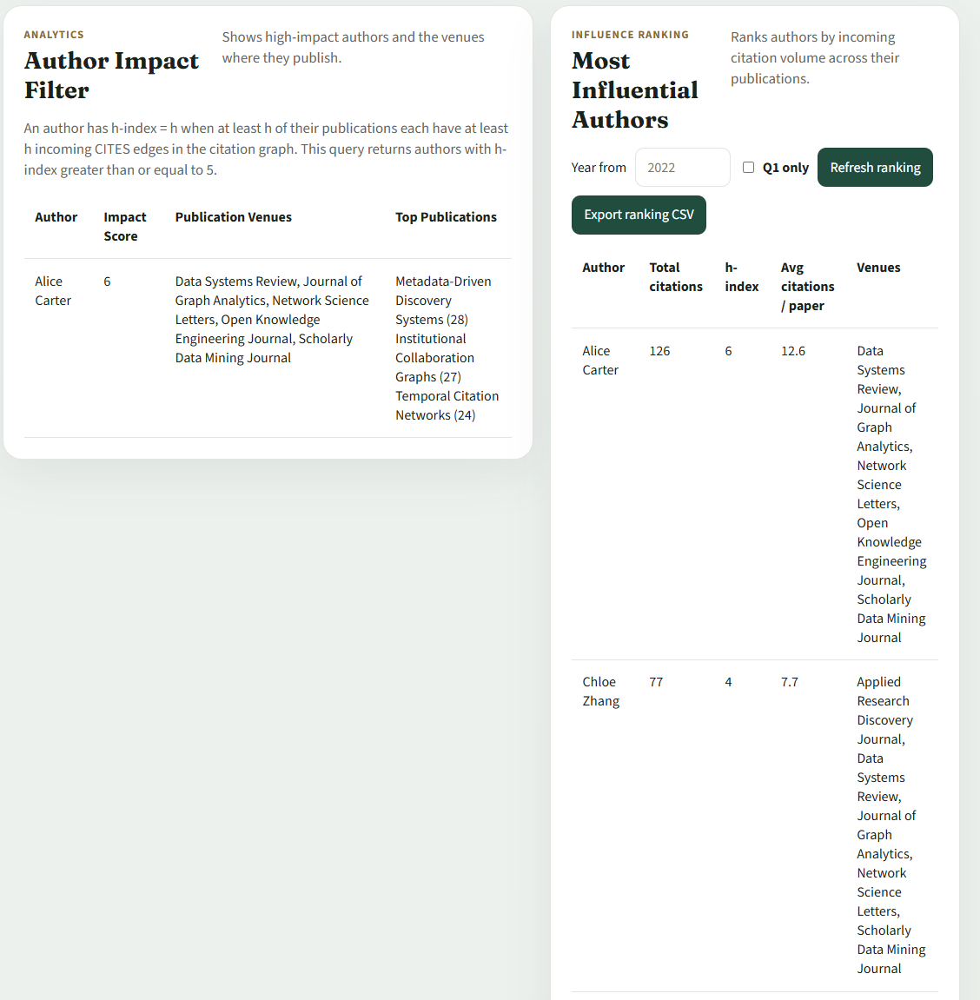 ANALYTICS
Author Impact
Filter
Shows high-impact authors and the venues
where they publish.
An author has h-index = h when at least h of their publications each have at least
h incoming CITES edges in the citation graph. This query returns authors with h-
index greater than or equal to 5.
Author
Impact
Score
Publication Venues
Top Publications
Alice
Carter
6
Data Systems Review, Journal of
Graph Analytics, Network Science
Letters, Open Knowledge
Engineering Journal, Scholarly
Data Mining Journal
Metadata-Driven
Discovery
Systems (28)
Institutional
Collaboration
Graphs (27)
Temporal Citation
Networks (24)
INFLUENCE RANKING
Most
Influential
Authors
Ranks authors by incoming
citation volume across their
publications.
Year from
2022
Q1 only
Refresh ranking
Export ranking CSV
Author
Total
citations
h-
index
Avg
citations
/ paper
Venues
Alice
Carter
126
6
12.6
Data
Systems
Review,
Journal of
Graph
Analytics,
Network
Science
Letters,
Open
Knowledge
Engineering
Journal,
Scholarly
Data Mining
Journal
Chloe
Zhang
77
4
7.7
Applied
Research
Discovery
Journal,
Data
Systems
Review,
Journal of
Graph
Analytics,
Network
Science
Letters,
Scholarly
Data Mining
Journal